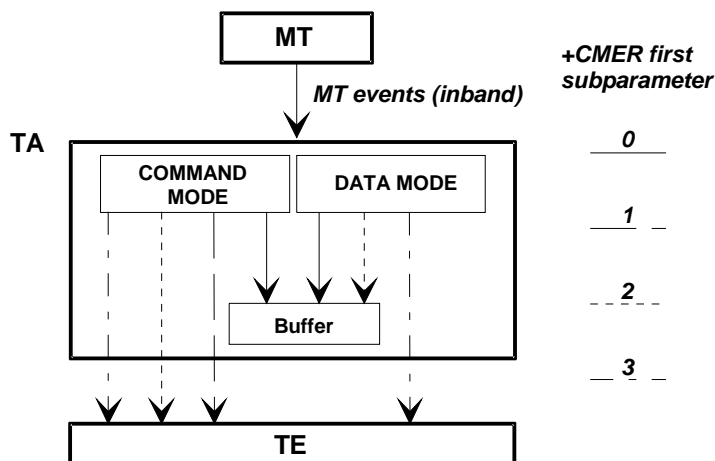 MT
+CMER first
subparameter
MT events (inband)
TA
0
COMMAND
MODE
DATA MODE
1
2
Buffer
3
TE